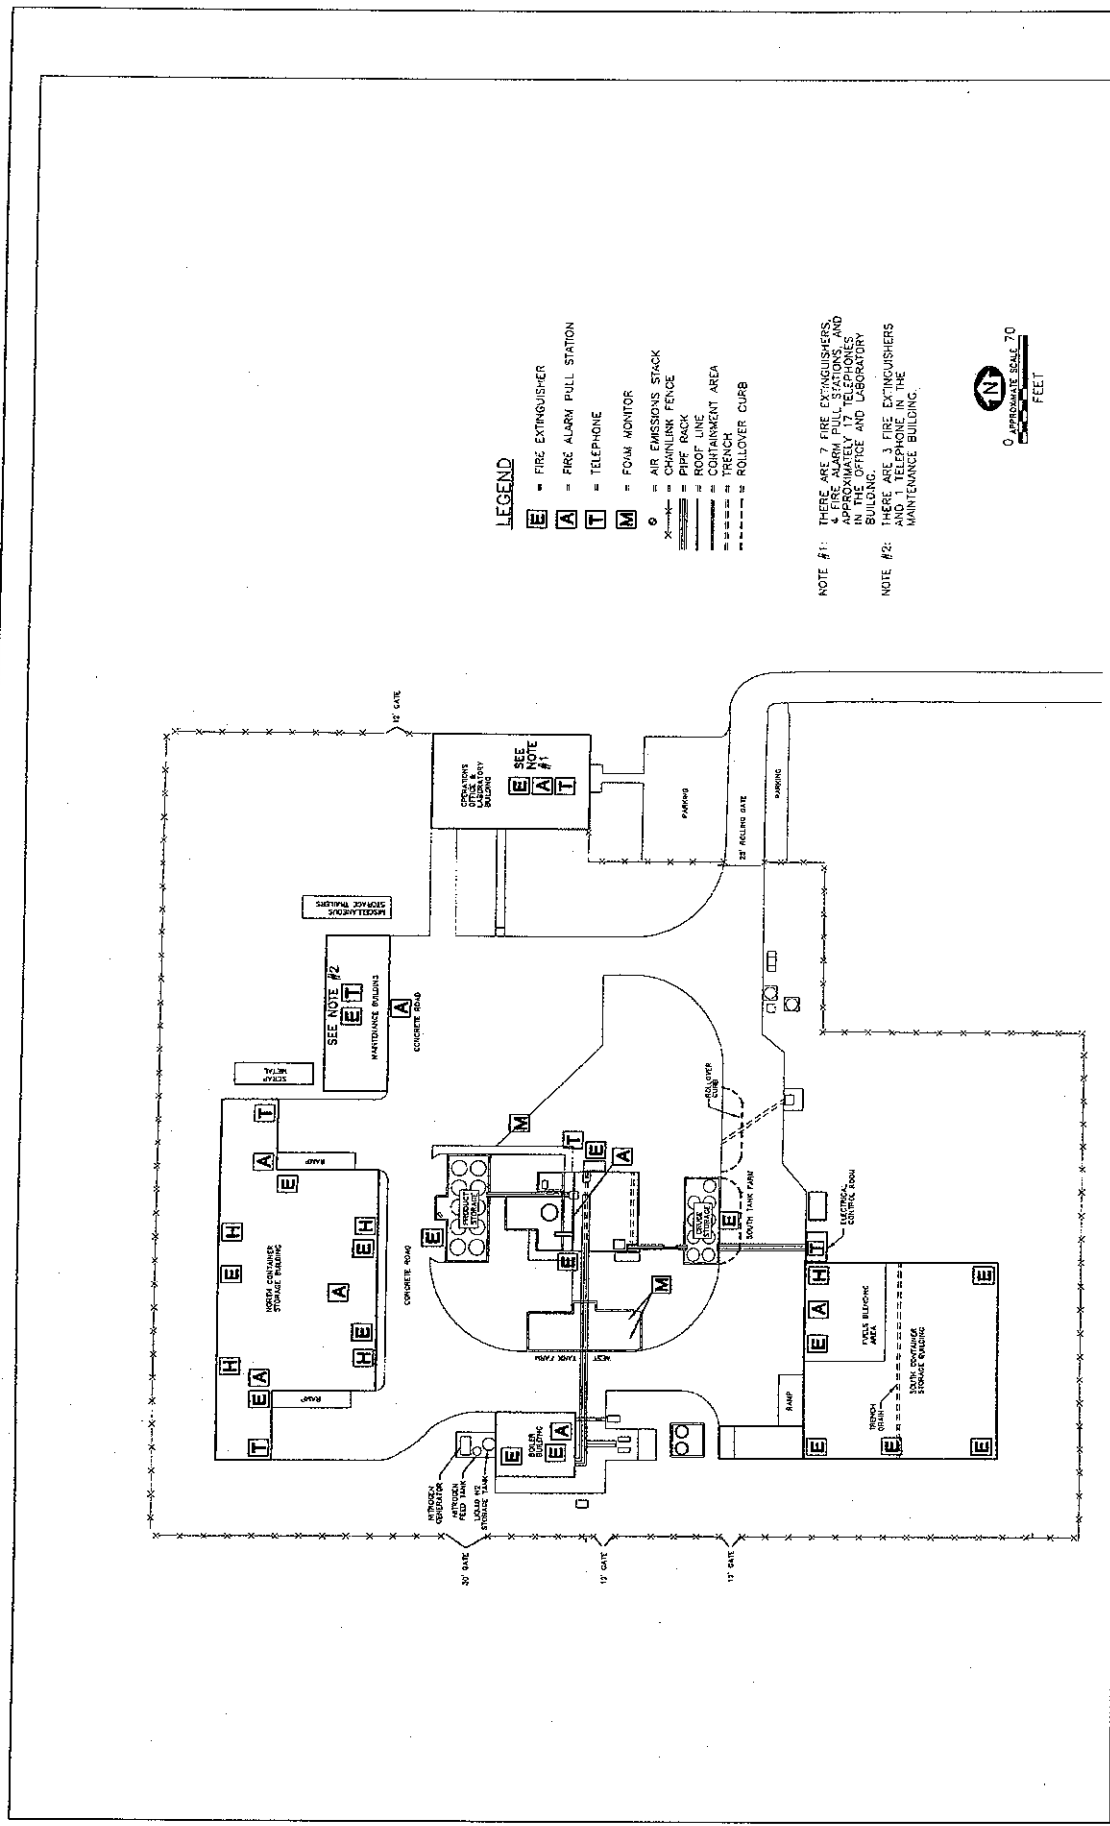 LEGEND
E = FIRE EXTINGUISHER
A = FIRE ALARM PULL STATION
T = TELEPHONE
M = FOAM MONITOR
= AIR EMISSIONS STACK
= CHAINLINK FENCE
= PIPE RACK
= ROOF LINE
= CONTAINMENT AREA
= TRENCH
= ROLLOVER CURB
NOTE #1: THERE ARE 7 FIRE EXTINGUISHERS,
4 FIRE ALARM PULL STATIONS, AND
APPROXIMATELY 17 TELEPHONES
IN THE OFFICE AND LABORATORY
BUILDING.
NOTE #2: THERE ARE 3 FIRE EXTINGUISHERS
AND 1 TELEPHONE IN THE
MAINTENANCE BUILDING.
N
0 APPROXIMATE SCALE 70
FEET
12' GATE
OPERATIONS
OFFICE &
LABORATORY
BUILDING
SEE
NOTE
#1
E
A
T
PARKING
25' ROLLING GATE
PARKING
MISCELLANEOUS
STORAGE TRAILERS
SEE NOTE #2
E T
MAINTENANCE BUILDING
A
CONCRETE ROAD
SCRAP
METAL
T
A
RAMP
E
H
E
H
E
H
NORTH CONTAINER
STORAGE BUILDING
A
E
H
A
E
T
RAMP
CONCRETE ROAD
M
E
PRODUCT
STORAGE
T
E
A
E
M
WEST
TANK FARM
ROLLOVER
CURB
CRUDE
STORAGE
E
SOUTH TANK FARM
ELECTRICAL
CONTROL ROOM
T
H
A
E
FUELS BLENDING
AREA
E
RAMP
TRENCH
DRAIN
SOUTH CONTAINER
STORAGE BUILDING
E
E
E
NITROGEN
GENERATOR
NITROGEN
FEED TANK
LIQUID N2
STORAGE TANK
E
BOILER
BUILDING
E A
30' GATE
12' GATE
12' GATE